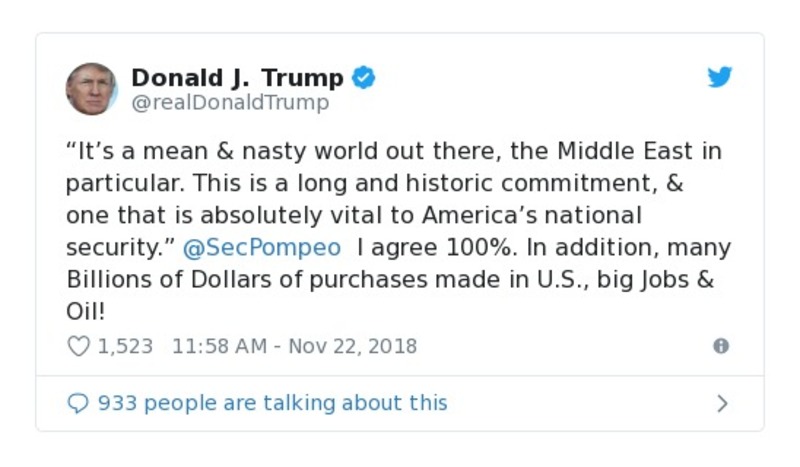 Donald J. Trump
@realDonaldTrump
“It’s a mean & nasty world out there, the Middle East in
particular. This is a long and historic commitment, &
one that is absolutely vital to America’s national
security.” @SecPompeo I agree 100%. In addition, many
Billions of Dollars of purchases made in U.S., big Jobs &
Oil!
1,523 11:58 AM - Nov 22, 2018
933 people are talking about this